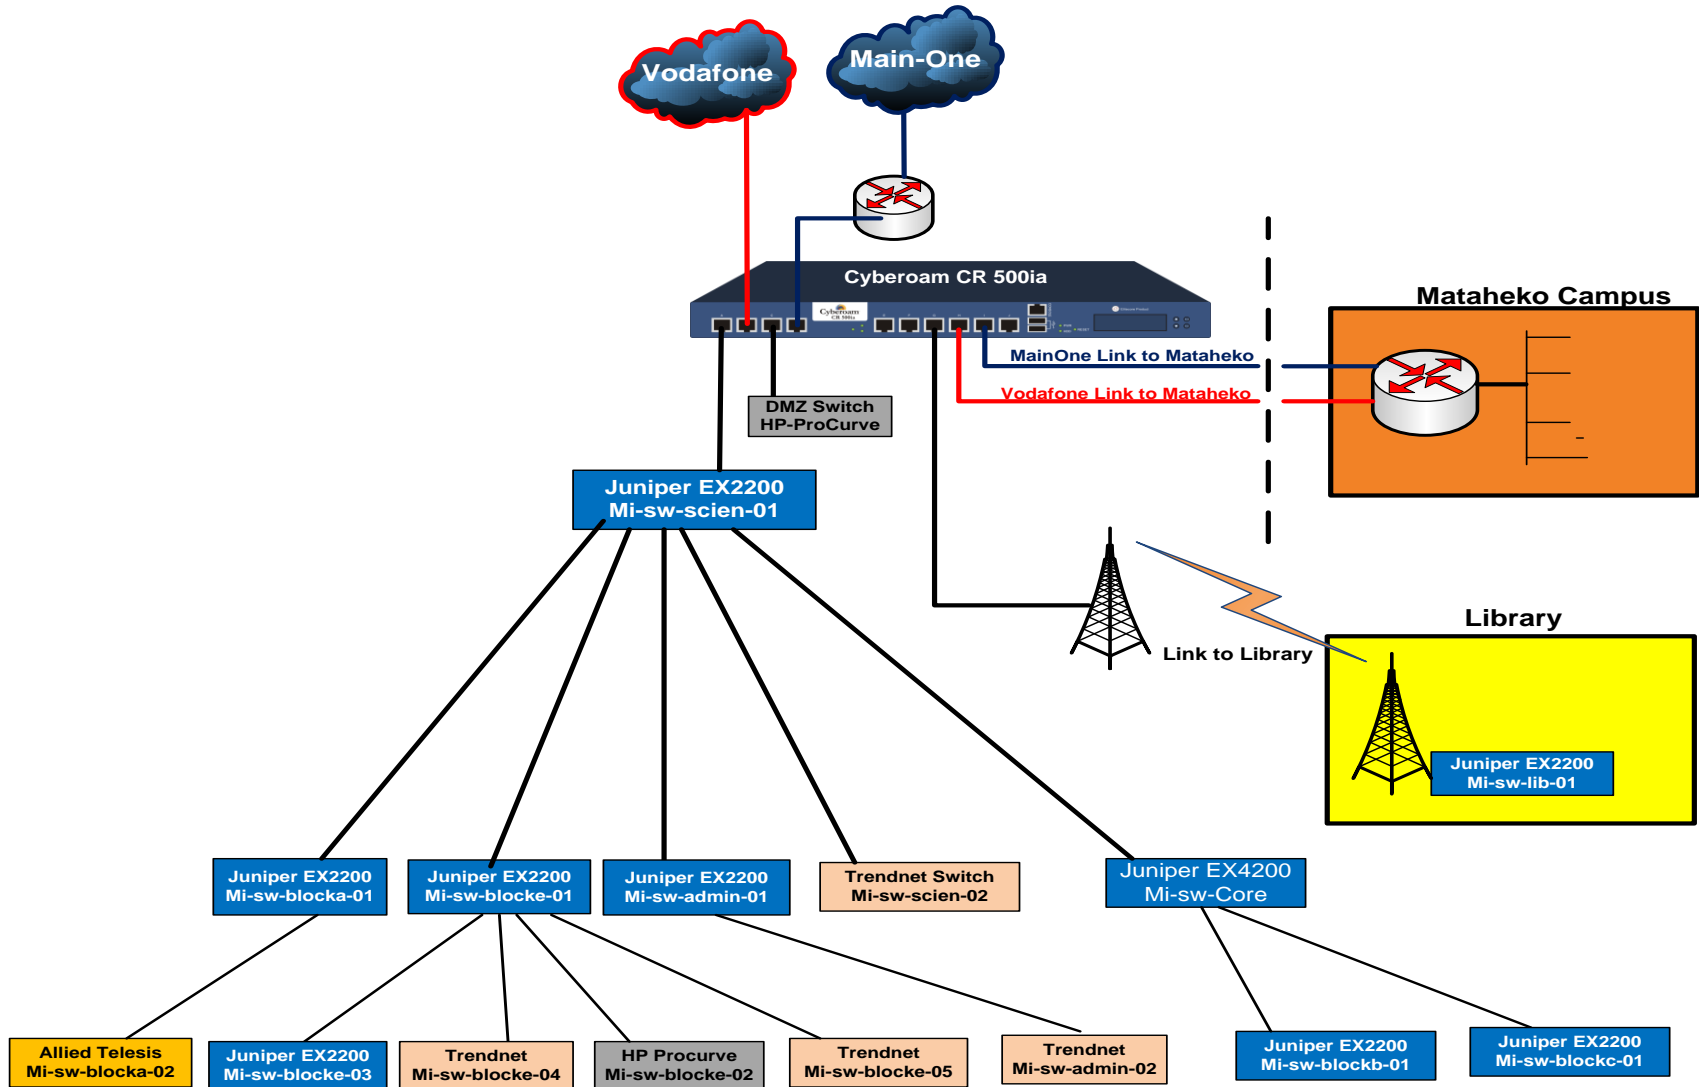 Vodafone
Main-One
Cyberoam CR 500ia
Cyberoam
CR 500ia
MainOne Link to Mataheko
Vodafone Link to Mataheko
Mataheko Campus
DMZ Switch
HP-ProCurve
Juniper EX2200
Mi-sw-scien-01
Link to Library
Library
Juniper EX2200
Mi-sw-lib-01
Juniper EX2200
Mi-sw-blocka-01
Juniper EX2200
Mi-sw-blocke-01
Juniper EX2200
Mi-sw-admin-01
Trendnet Switch
Mi-sw-scien-02
Juniper EX4200
Mi-sw-Core
Allied Telesis
Mi-sw-blocka-02
Juniper EX2200
Mi-sw-blocke-03
Trendnet
Mi-sw-blocke-04
HP Procurve
Mi-sw-blocke-02
Trendnet
Mi-sw-blocke-05
Trendnet
Mi-sw-admin-02
Juniper EX2200
Mi-sw-blockb-01
Juniper EX2200
Mi-sw-blockc-01